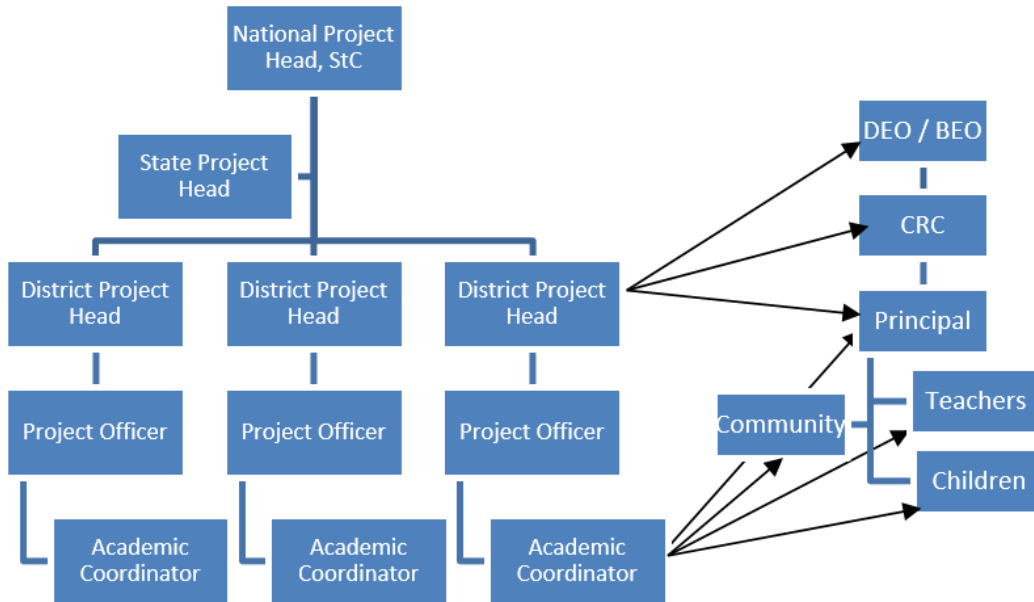 National Project
Head, StC
State Project
Head
District Project
Head
District Project
Head
District Project
Head
Project Officer
Project Officer
Project Officer
Academic
Coordinator
Academic
Coordinator
Academic
Coordinator
DEO / BEO
CRC
Principal
Community
Teachers
Children